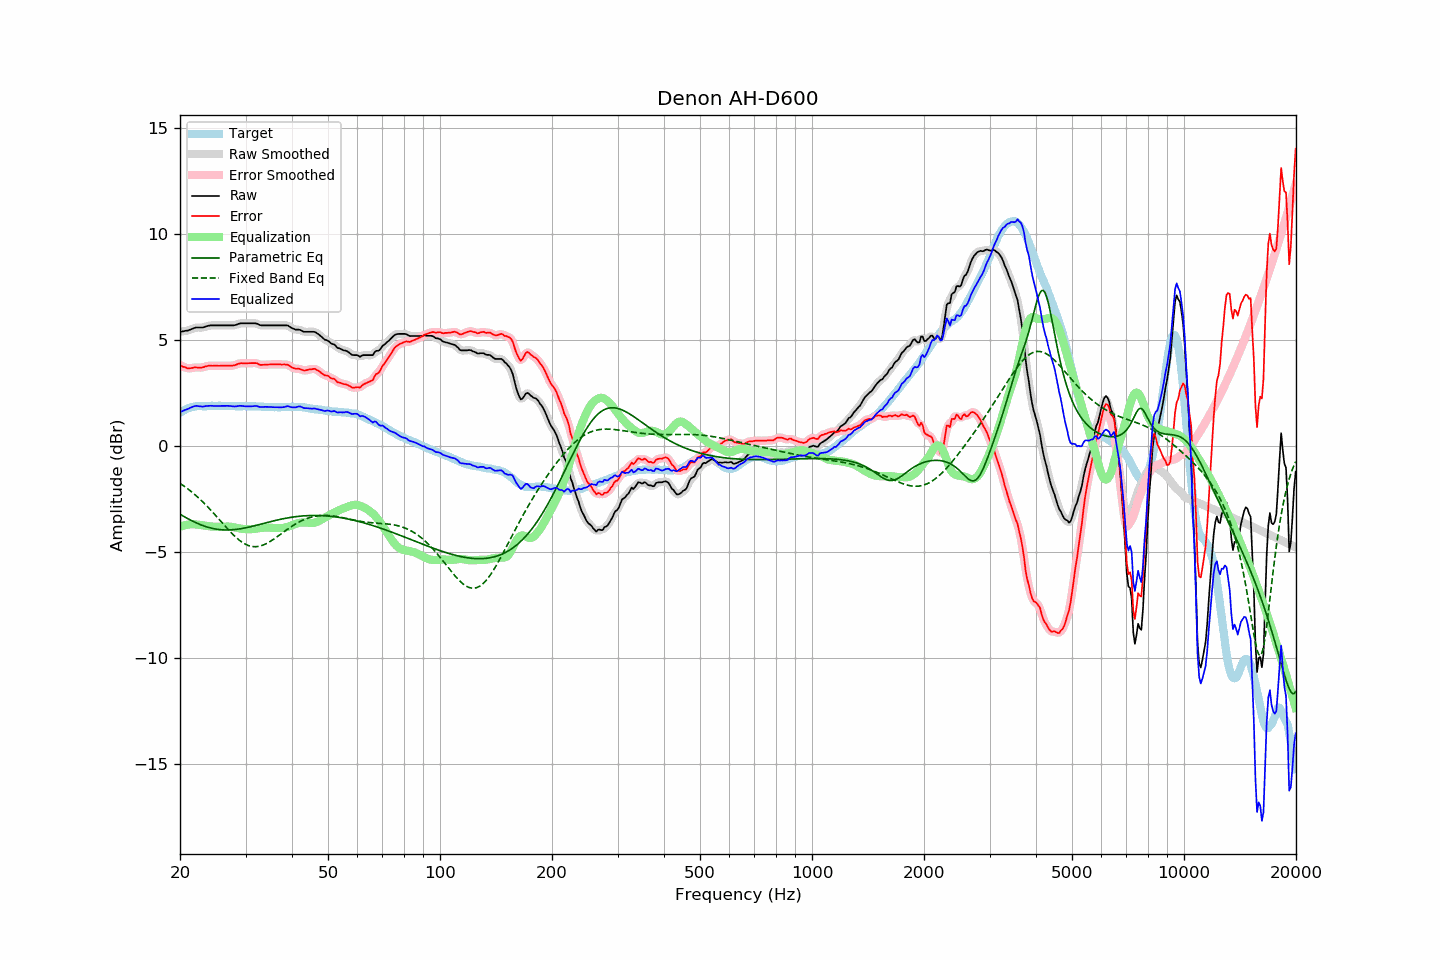 Denon AH-D600
Amplitude (dBr)
15
10
5
0
−5
−10
−15
Target
Raw Smoothed
Error Smoothed
Raw
Error
Equalization
Parametric Eq
Fixed Band Eq
Equalized
20 50 100 200 500 1000 2000 5000 10000 20000
Frequency (Hz)